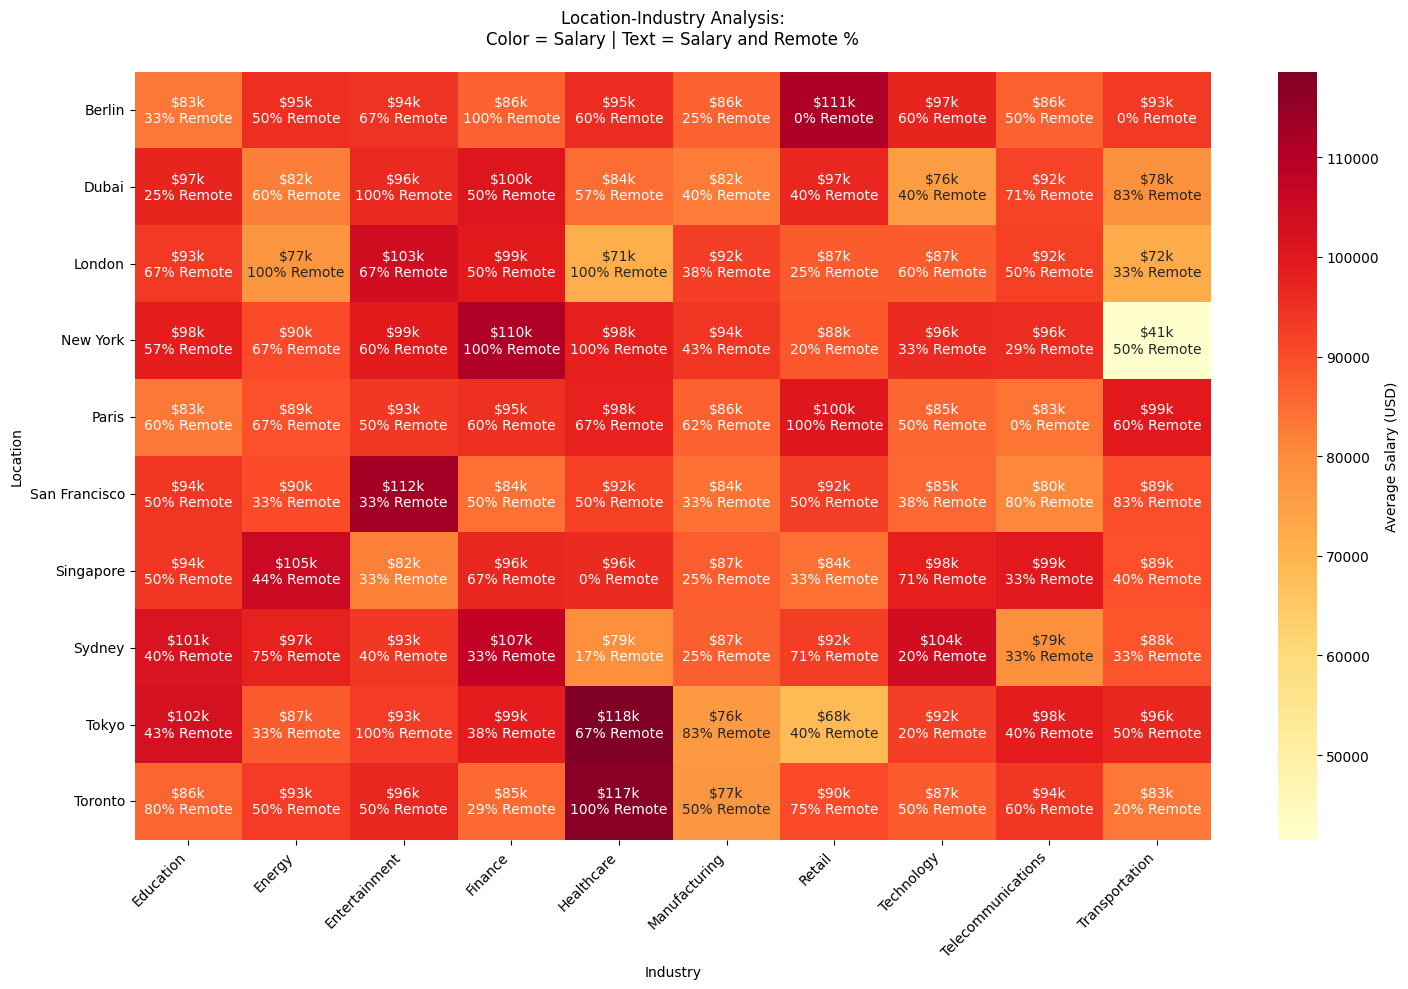 Location-Industry Analysis:
Color = Salary | Text = Salary and Remote %
Location
Berlin
$83k $95k $94k $86k $95k $86k $111k $97k $86k $93k
33% Remote 50% Remote 67% Remote 100% Remote 60% Remote 25% Remote 0% Remote 60% Remote 50% Remote 0% Remote
Dubai
$97k $82k $96k $100k $84k $82k $97k $76k $92k $78k
25% Remote 60% Remote 100% Remote 50% Remote 57% Remote 40% Remote 40% Remote 40% Remote 71% Remote 83% Remote
London
$93k $77k $103k $99k $71k $92k $87k $87k $92k $72k
67% Remote 100% Remote 67% Remote 50% Remote 100% Remote 38% Remote 25% Remote 60% Remote 50% Remote 33% Remote
New York
$98k $90k $99k $110k $98k $94k $88k $96k $96k $41k
57% Remote 67% Remote 60% Remote 100% Remote 100% Remote 43% Remote 20% Remote 33% Remote 29% Remote 50% Remote
Paris
$83k $89k $93k $95k $98k $86k $100k $85k $83k $99k
60% Remote 67% Remote 50% Remote 60% Remote 67% Remote 62% Remote 100% Remote 50% Remote 0% Remote 60% Remote
San Francisco
$94k $90k $112k $84k $92k $84k $92k $85k $80k $89k
50% Remote 33% Remote 33% Remote 50% Remote 50% Remote 33% Remote 50% Remote 38% Remote 80% Remote 83% Remote
Singapore
$94k $105k $82k $96k $96k $87k $84k $98k $99k $89k
50% Remote 44% Remote 33% Remote 67% Remote 0% Remote 25% Remote 33% Remote 71% Remote 33% Remote 40% Remote
Sydney
$101k $97k $93k $107k $79k $87k $92k $104k $79k $88k
40% Remote 75% Remote 40% Remote 33% Remote 17% Remote 25% Remote 71% Remote 20% Remote 33% Remote 33% Remote
Tokyo
$102k $87k $93k $99k $118k $76k $68k $92k $98k $96k
43% Remote 33% Remote 100% Remote 38% Remote 67% Remote 83% Remote 40% Remote 20% Remote 40% Remote 50% Remote
Toronto
$86k $93k $96k $85k $117k $77k $90k $87k $94k $83k
80% Remote 50% Remote 50% Remote 29% Remote 100% Remote 50% Remote 75% Remote 50% Remote 60% Remote 20% Remote
Education
Energy
Entertainment
Finance
Healthcare
Manufacturing
Retail
Technology
Telecommunications
Transportation
Industry
110000
100000
90000
80000
70000
60000
50000
Average Salary (USD)